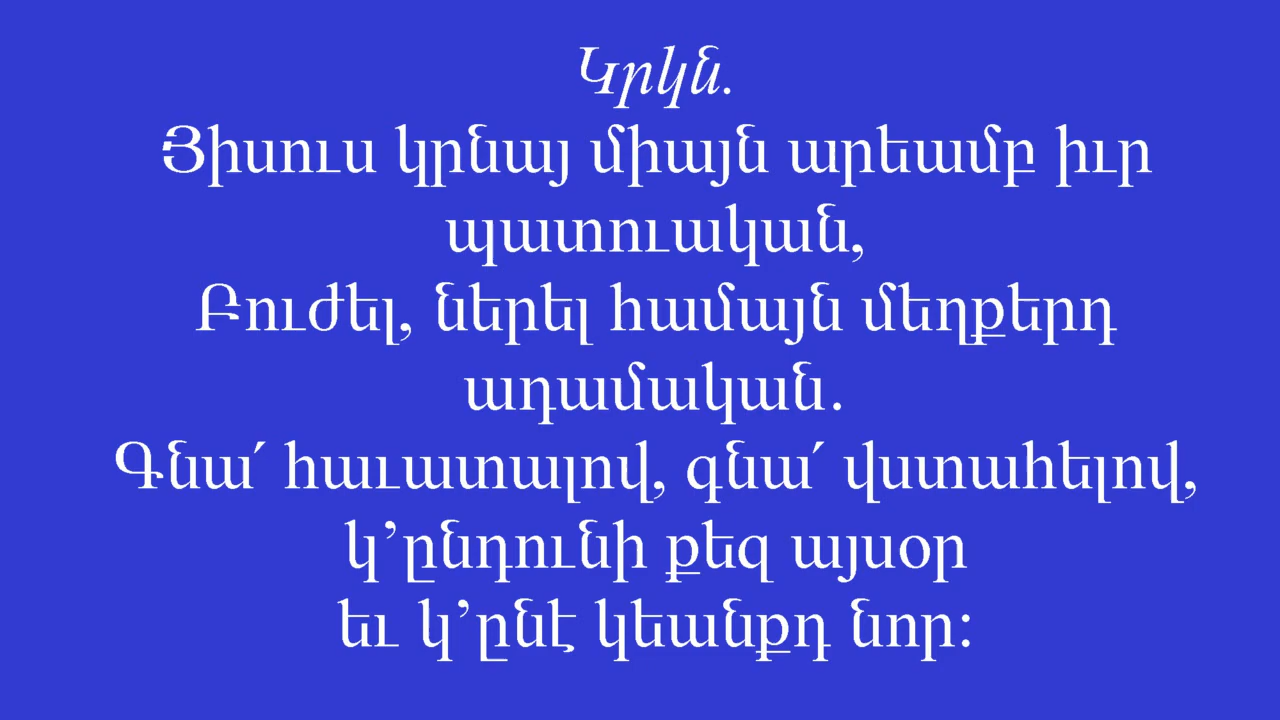 Կրկն.
Յիսուս կրնայ միայն արեամբ իւր
պատուական,
Բուժել, ներել համայն մեղքերդ
ադամական.
Գնա՛ հաւատալով, գնա՛ վստահելով,
կ’ընդունի քեզ այսօր
եւ կ’ընէ կեանքդ նոր: